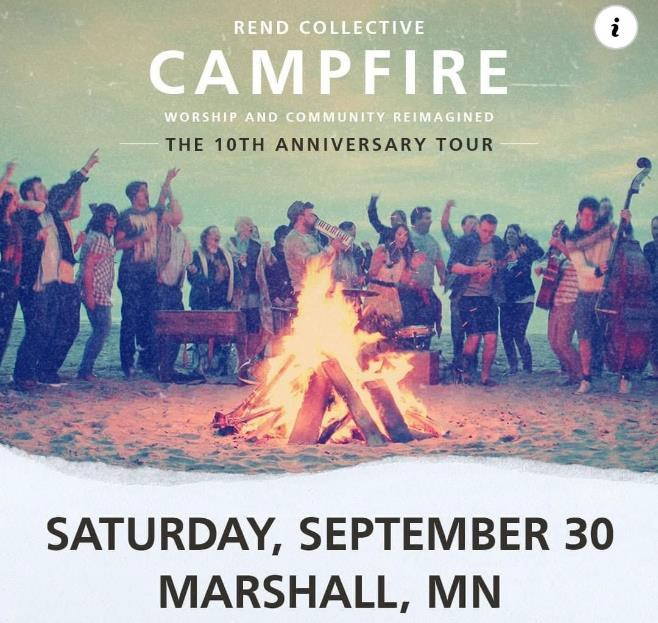 REND COLLECTIVE
i
CAMPFIRE
WORSHIP AND COMMUNITY REIMAGINED
THE 10TH ANNIVERSARY TOUR
SATURDAY, SEPTEMBER 30
MARSHALL, MN